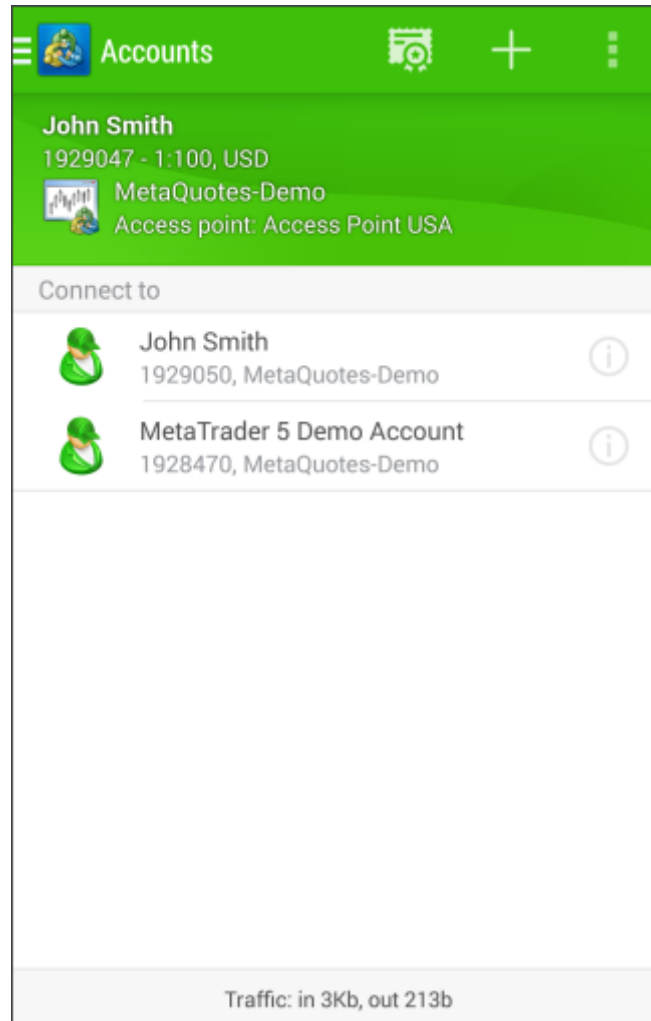 Accounts
John Smith
1929047 - 1:100, USD
MetaQuotes-Demo
Access point: Access Point USA
Connect to
John Smith
1929050, MetaQuotes-Demo
MetaTrader 5 Demo Account
1928470, MetaQuotes-Demo
Traffic: in 3Kb, out 213b